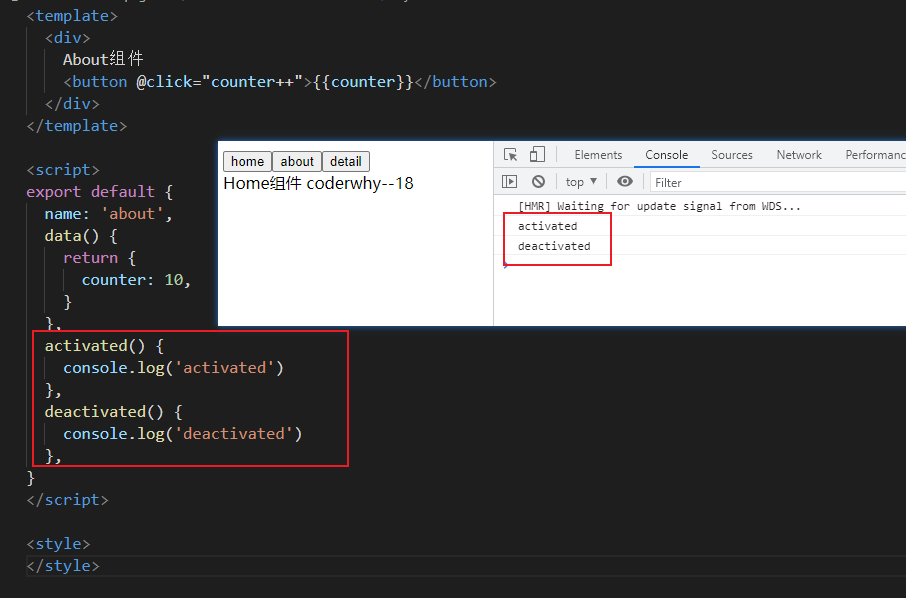 <template>
<div>
About组件
<button @click="counter++">{{counter}}</button>
</div>
</template>
<script>
export default {
name: 'about',
data() {
return {
counter: 10,
}
},
activated() {
console.log('activated')
},
deactivated() {
console.log('deactivated')
},
}
</script>
<style>
</style>
home about detail
Home组件 coderwhy--18
Elements Console Sources Network Performanc
top ▼ Filter
[HMR] Waiting for update signal from WDS...
activated
deactivated